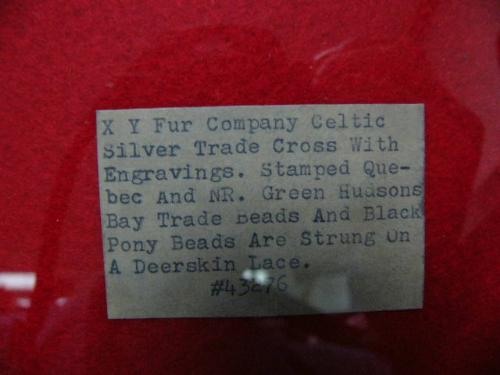 X Y Fur Company Celtic
Silver Trade Cross With
Engravings. Stamped Que-
bec And NR. Green Hudsons
Bay Trade Beads And Black
Pony Beads Are Strung On
A Deerskin Lace.
#43276